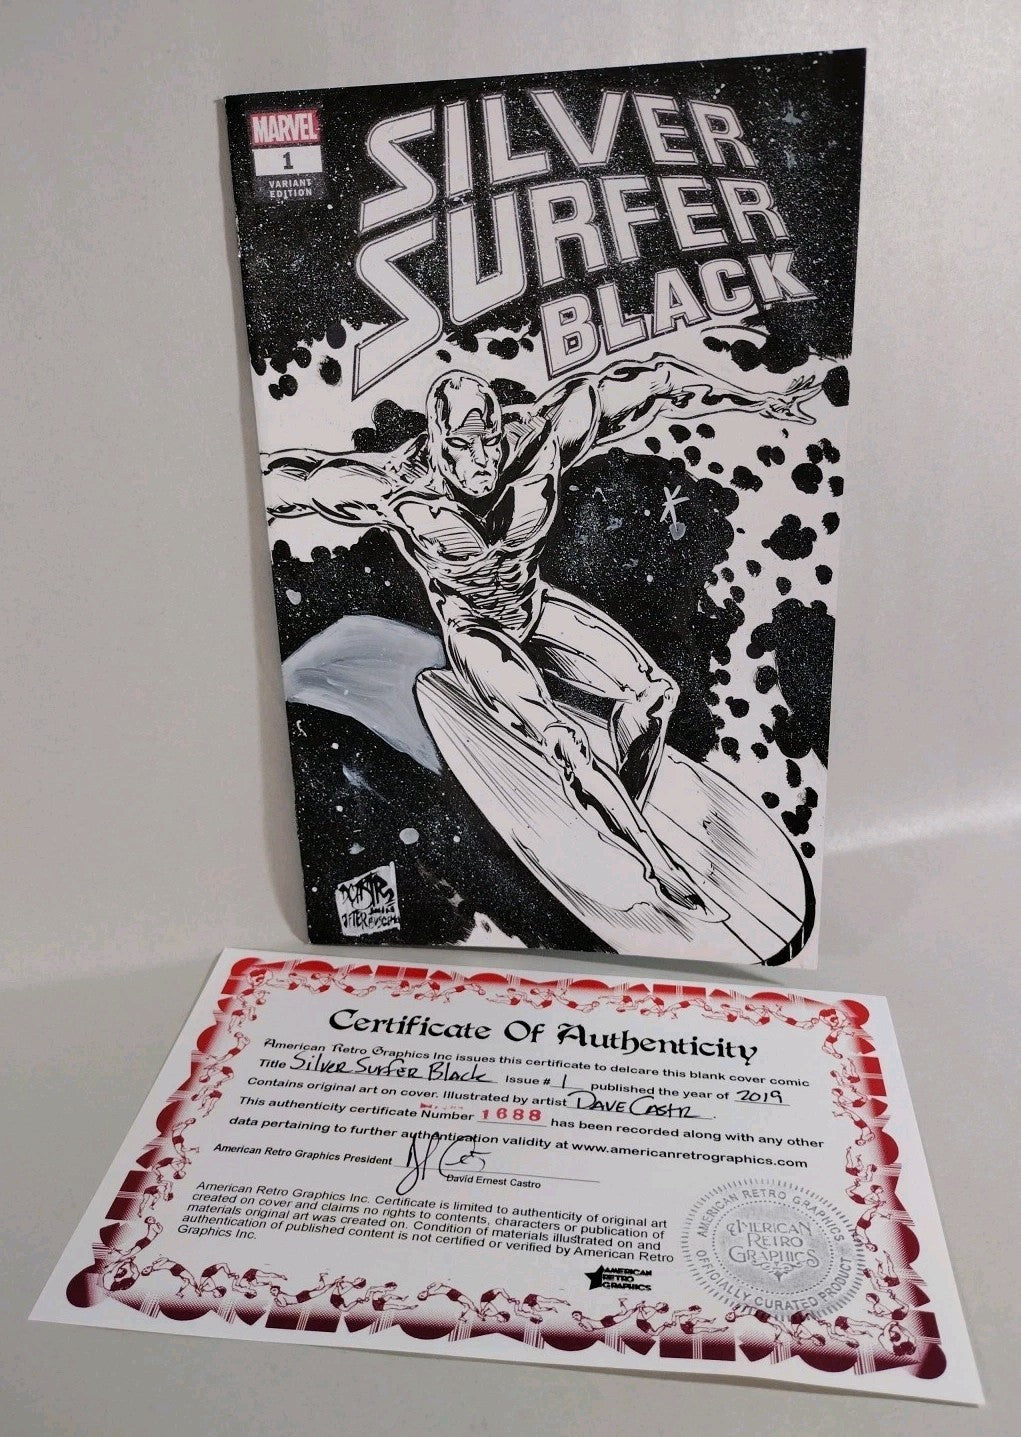 MARVEL
1
VARIANT
EDITION
SILVER
SURFER
BLACK
AFTER
Certificate Of Authenticity
American Retro Graphics Inc issues this certificate to delcare this blank cover comic
Title Silver Surfer Black Issue # 1 published the year of 2019
Contains original art on cover. Illustrated by artist Dave Castr
This authenticity certificate Number 1688 has been recorded along with any other
data pertaining to further authentication validity at www.americanretrographics.com
American Retro Graphics President
David Ernest Castro
American Retro Graphics Inc. Certificate is limited to authenticity of original art
created on cover and claims no rights to contents, characters or publication of
materials original art was created on. Condition of materials illustrated on and
authentication of published content is not certified or verified by American Retro
Graphics Inc.
AMERICAN
RETRO
GRAPHICS
AMERICAN RETRO GRAPHICS
AMERICAN
RETRO
GRAPHICS
OFFICIALLY CURATED PRODUCT OF